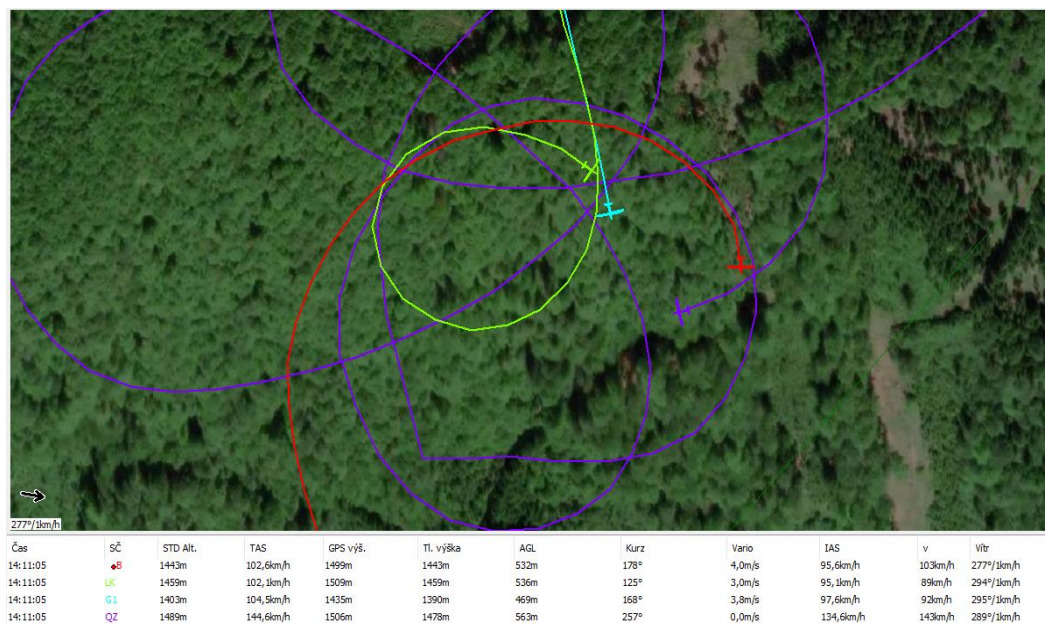 277°/1km/h
Čas SČ STD Alt. TAS GPS výš. Tl. výška AGL Kurz Vario IAS v Vítr
14:11:05 B 1443m 102,6km/h 1499m 1443m 532m 178° 4,0m/s 95,6km/h 103km/h 277°/1km/h
14:11:05 LK 1459m 102,1km/h 1509m 1459m 536m 125° 3,0m/s 95,1km/h 89km/h 294°/1km/h
14:11:05 G1 1403m 104,5km/h 1435m 1390m 469m 168° 3,8m/s 97,6km/h 92km/h 295°/1km/h
14:11:05 QZ 1489m 144,6km/h 1506m 1478m 563m 257° 0,0m/s 134,6km/h 143km/h 289°/1km/h